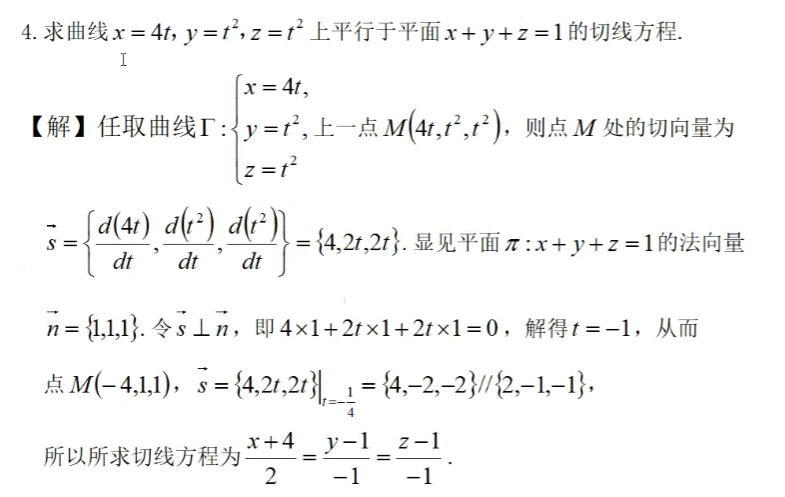 4. 求曲线 x = 4t, y = t², z = t² 上平行于平面 x + y + z = 1 的切线方程.
【解】任取曲线 Γ : { x = 4t, y = t², z = t² 上一点 M(4t, t², t²)，则点 M 处的切向量为
s⃗ = { d(4t)/dt, d(t²)/dt, d(t²)/dt } = {4,2t,2t}. 显见平面 π : x + y + z = 1 的法向量
n⃗ = {1,1,1}. 令 s⃗ ⊥ n⃗，即 4×1+2t×1+2t×1=0，解得 t = −1，从而
点 M(−4,1,1)，s⃗ = {4,2t,2t}|_{t=−1/4} = {4,−2,−2}//{2,−1,−1}，
所以所求切线方程为 (x+4)/2 = (y−1)/−1 = (z−1)/−1 .